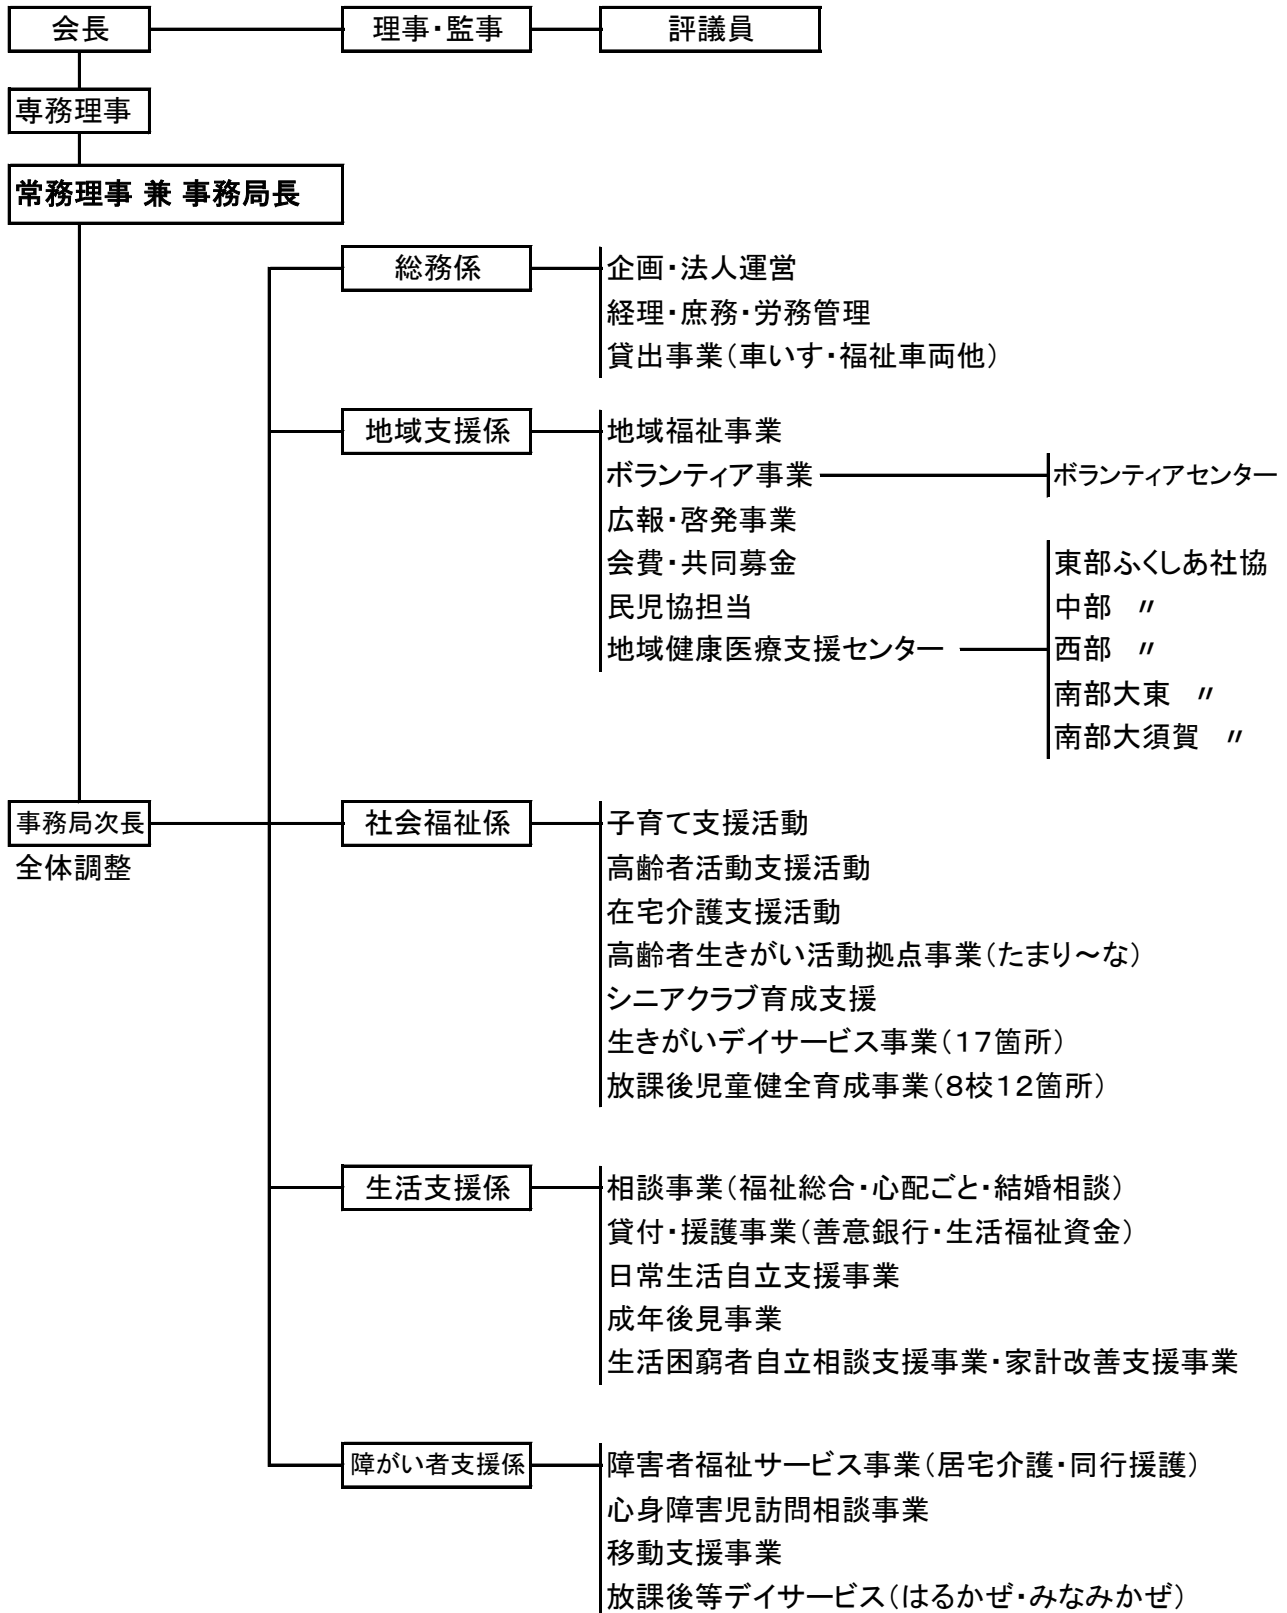 会長 理事・監事 評議員
専務理事
常務理事 兼 事務局長
総務係 企画・法人運営
経理・庶務・労務管理
貸出事業(車いす・福祉車両他)
地域支援係 地域福祉事業
ボランティア事業 ボランティアセンター
広報・啓発事業
会費・共同募金 東部ふくしあ社協
民児協担当 中部 〃
地域健康医療支援センター 西部 〃
南部大東 〃
南部大須賀 〃
事務局次長 社会福祉係 子育て支援活動
全体調整 高齢者活動支援活動
在宅介護支援活動
高齢者生きがい活動拠点事業(たまり～な)
シニアクラブ育成支援
生きがいデイサービス事業(17箇所)
放課後児童健全育成事業(8校12箇所)
生活支援係 相談事業(福祉総合・心配ごと・結婚相談)
貸付・援護事業(善意銀行・生活福祉資金)
日常生活自立支援事業
成年後見事業
生活困窮者自立相談支援事業・家計改善支援事業
障がい者支援係 障害者福祉サービス事業(居宅介護・同行援護)
心身障害児訪問相談事業
移動支援事業
放課後等デイサービス(はるかぜ・みなみかぜ)